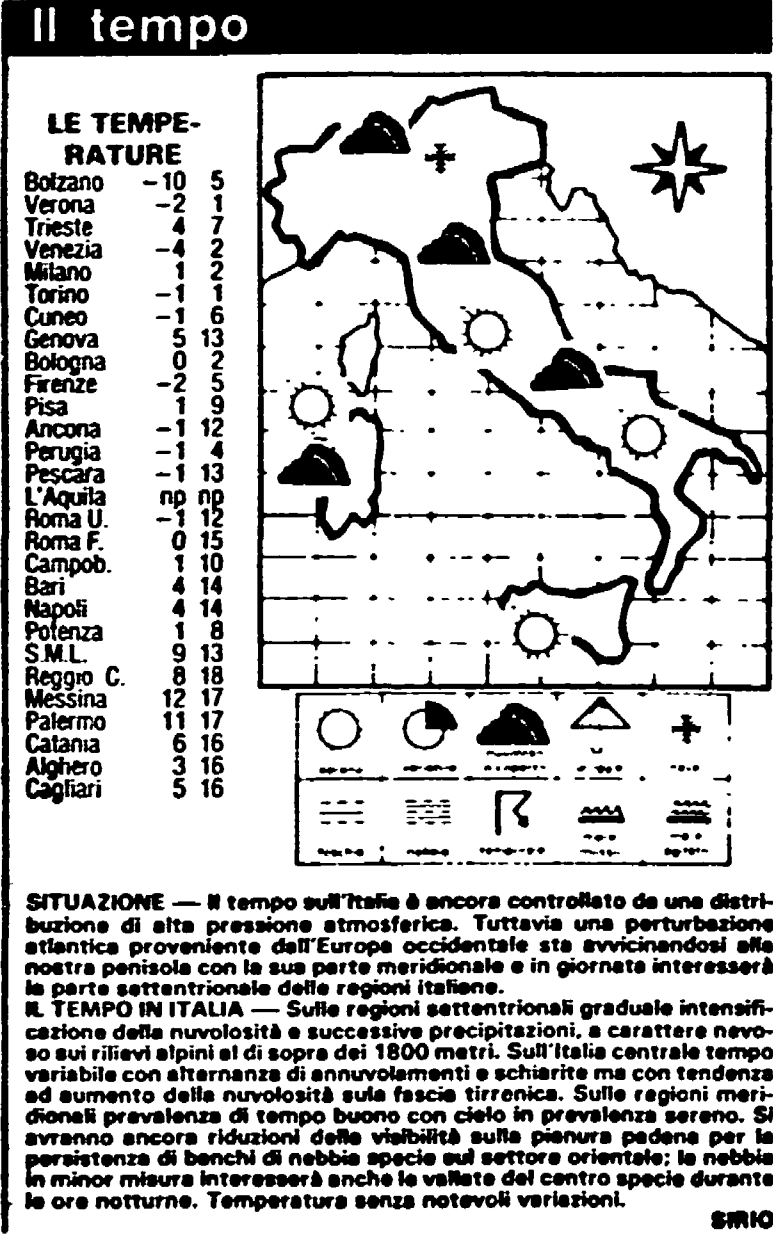 Il tempo
LE TEMPE-
RATURE
Bolzano −10 5
Verona −2 1
Trieste 4 7
Venezia −4 2
Milano 1 2
Torino −1 1
Cuneo −1 6
Genova 5 13
Bologna 0 2
Firenze −2 5
Pisa 1 9
Ancona −1 12
Perugia −1 4
Pescara −1 13
L'Aquila np np
Roma U. −1 12
Roma F. 0 15
Campob. 1 10
Bari 4 14
Napoli 4 14
Potenza 1 8
S.M.L. 9 13
Reggio C. 8 18
Messina 12 17
Palermo 11 17
Catania 6 16
Alghero 3 16
Cagliari 5 16
SITUAZIONE — Il tempo sull'Italia è ancora controllato da una distri-
buzione di alta pressione atmosferica. Tuttavia una perturbazione
atlantica proveniente dall'Europa occidentale sta avvicinandosi alla
nostra penisola con la sua parte meridionale e in giornata interesserà
la parte settentrionale delle regioni italiane.
IL TEMPO IN ITALIA — Sulle regioni settentrionali graduale intensifi-
cazione della nuvolosità e successive precipitazioni, a carattere nevo-
so sui rilievi alpini al di sopra dei 1800 metri. Sull'Italia centrale tempo
variabile con alternanza di annuvolamenti e schiarite ma con tendenza
ad aumento della nuvolosità sula fascia tirrenica. Sulle regioni meri-
dionali prevalenza di tempo buono con cielo in prevalenza sereno. Si
avranno ancora riduzioni della visibilità sulla pianura padana per la
persistenza di banchi di nebbia specie sul settore orientale; la nebbia
in minor misura interesserà anche le vallate del centro specie durante
le ore notturne. Temperatura senza notevoli variazioni.
SIRIO